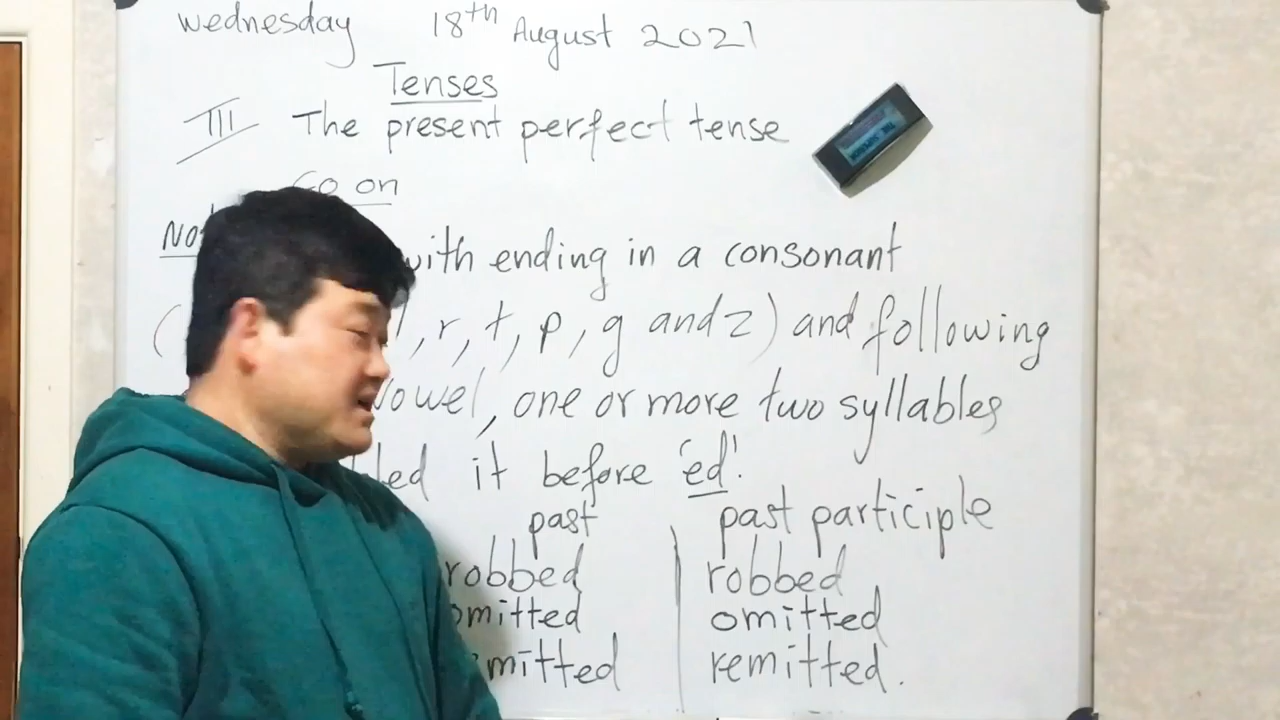 Wednesday 18th August 2021
Tenses
III The present perfect tense
Go on
with ending in a consonant
, r, t, p, g and z) and following
vowel, one or more two syllables
it before 'ed'.
past past participle
robbed robbed
omitted omitted
remitted.